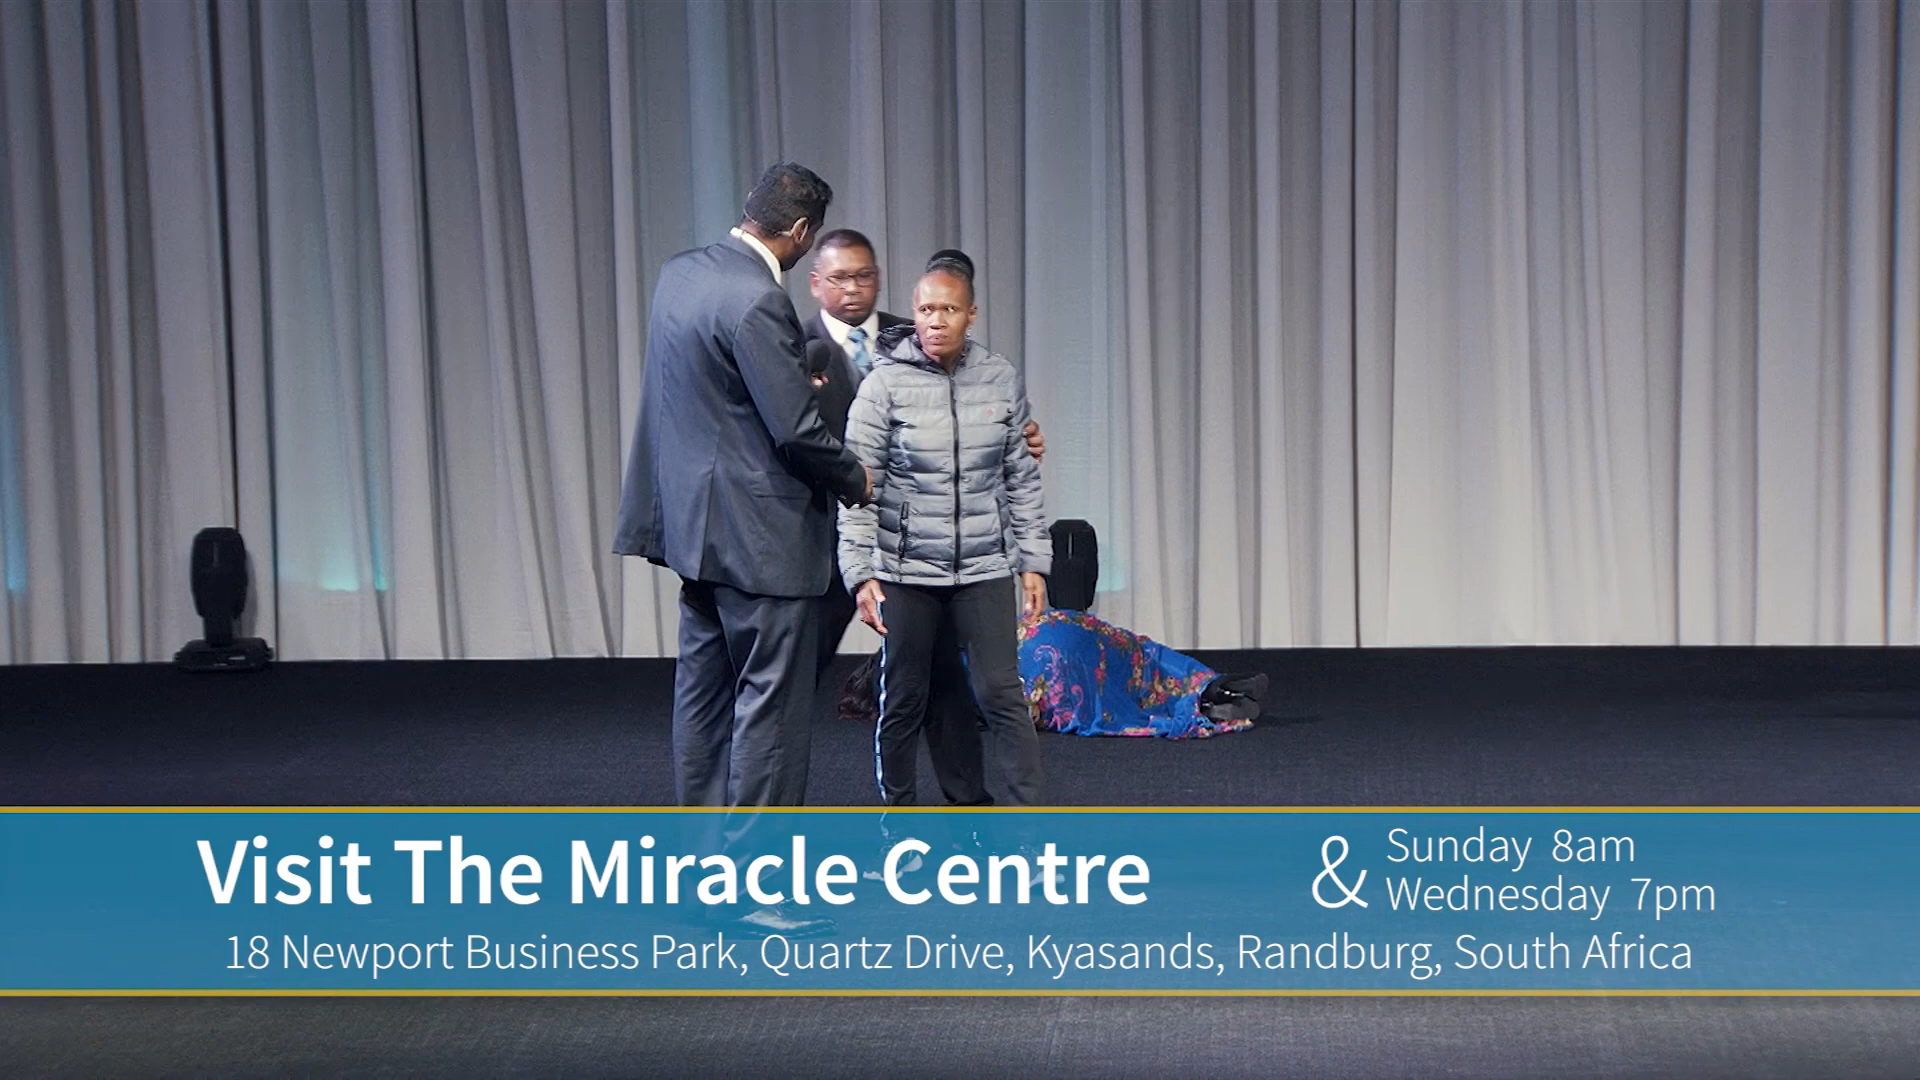 Visit The Miracle Centre
& Sunday 8am
Wednesday 7pm
18 Newport Business Park, Quartz Drive, Kyasands, Randburg, South Africa